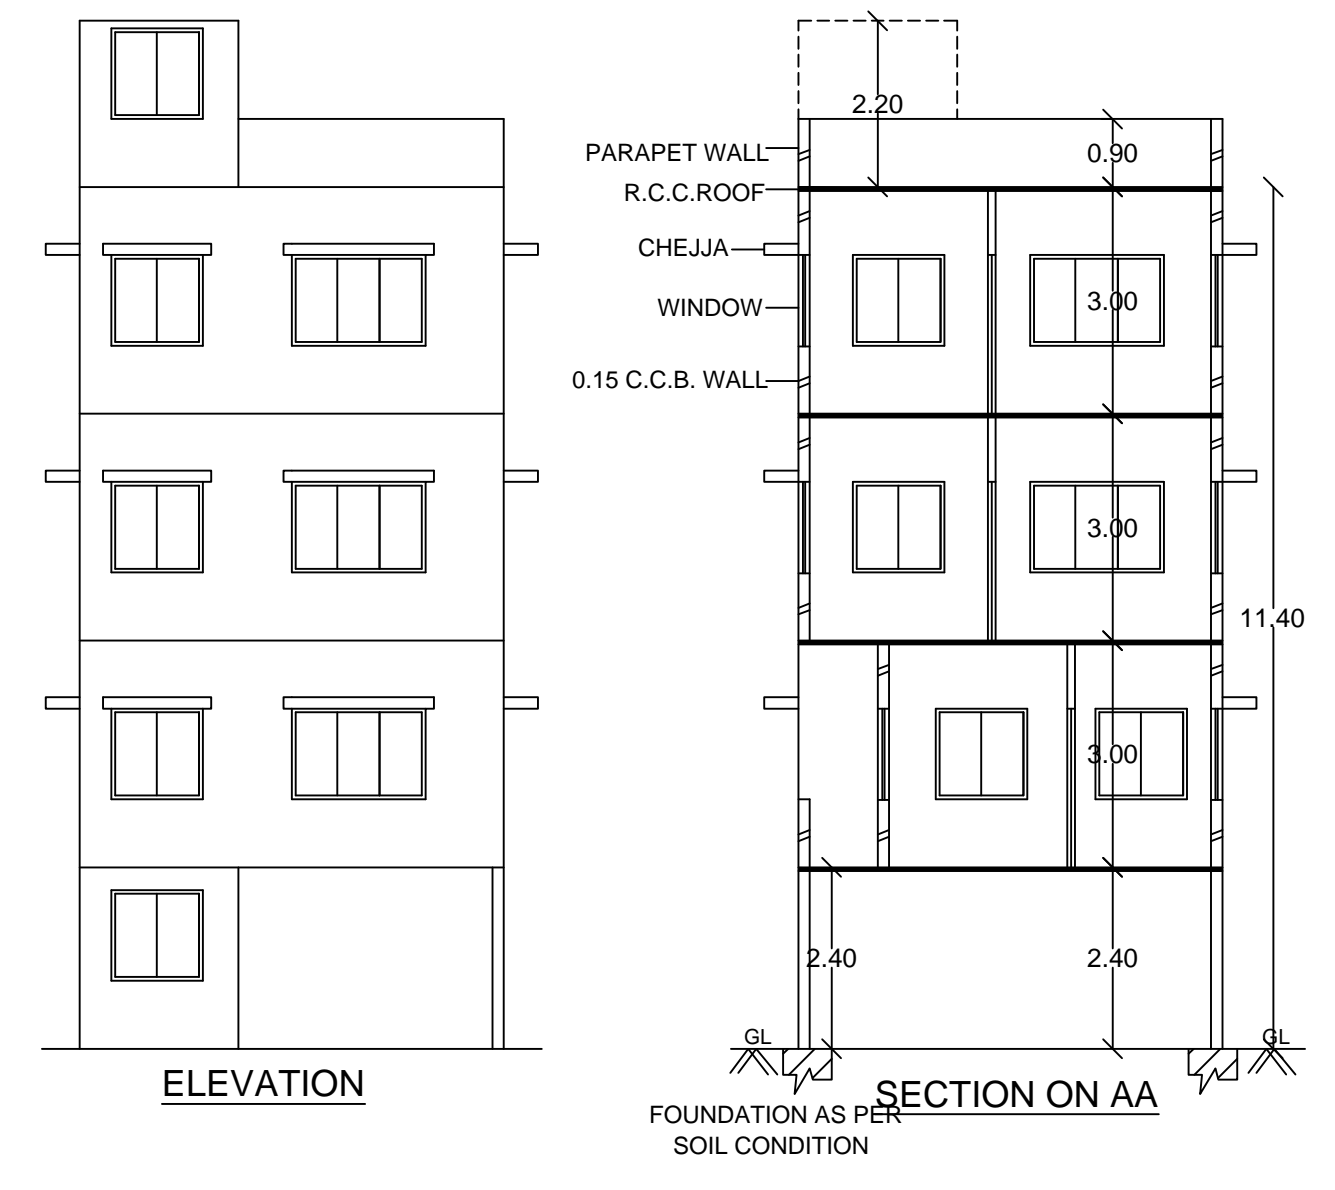 2.20
PARAPET WALL
0.90
R.C.C.ROOF
CHEJJA
WINDOW
3.00
0.15 C.C.B. WALL
3.00
11.40
3.00
2.40
2.40
GL
GL
ELEVATION
SECTION ON AA
FOUNDATION AS PER
SOIL CONDITION